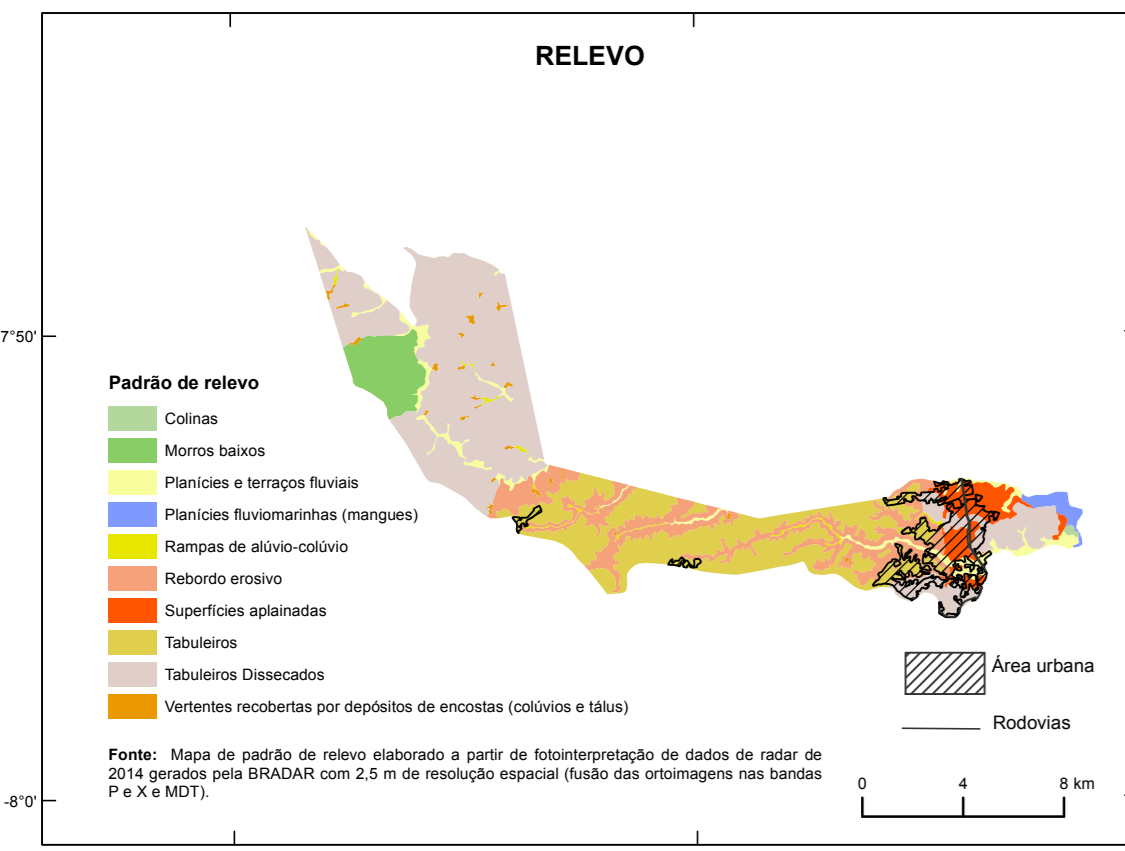 RELEVO
7°50'
Padrão de relevo
Colinas
Morros baixos
Planícies e terraços fluviais
Planícies fluviomarinhas (mangues)
Rampas de alúvio-colúvio
Rebordo erosivo
Superfícies aplainadas
Tabuleiros
Tabuleiros Dissecados
Vertentes recobertas por depósitos de encostas (colúvios e tálus)
Área urbana
Rodovias
Fonte: Mapa de padrão de relevo elaborado a partir de fotointerpretação de dados de radar de
2014 gerados pela BRADAR com 2,5 m de resolução espacial (fusão das ortoimagens nas bandas
P e X e MDT).
0 4 8 km
-8°0'